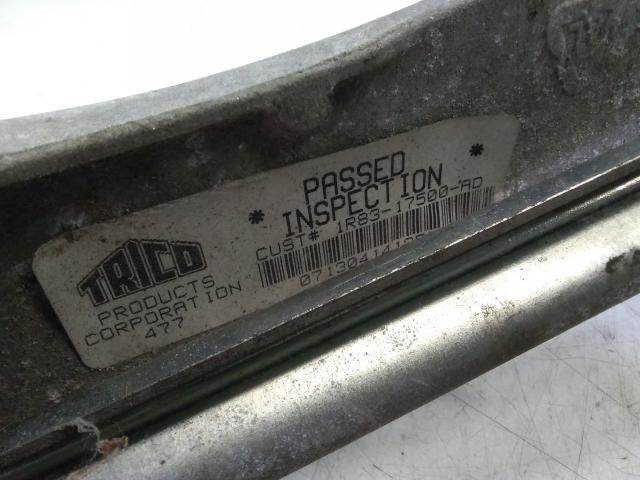 * PASSED *
INSPECTION
CUST# 1R83-17500-AD
TRICO
PRODUCTS
CORPORATION
477